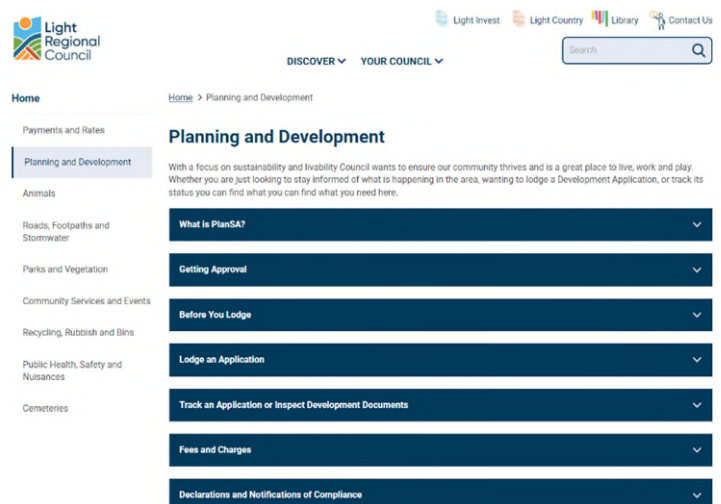 Light
Regional
Council
Light Invest
Light Country
Library
Contact Us
DISCOVER
YOUR COUNCIL
Search
Home
Payments and Rates
Planning and Development
Animals
Roads, Footpaths and
Stormwater
Parks and Vegetation
Community Services and Events
Recycling, Rubbish and Bins
Public Health, Safety and
Nuisances
Cemeteries
Home > Planning and Development
Planning and Development
With a focus on sustainability and livability Council wants to ensure our community thrives and is a great place to live, work and play.
Whether you are just looking to stay informed of what is happening in the area, wanting to lodge a Development Application, or track its
status you can find what you can find what you need here.
What is PlanSA?
Getting Approval
Before You Lodge
Lodge an Application
Track an Application or Inspect Development Documents
Fees and Charges
Declarations and Notifications of Compliance